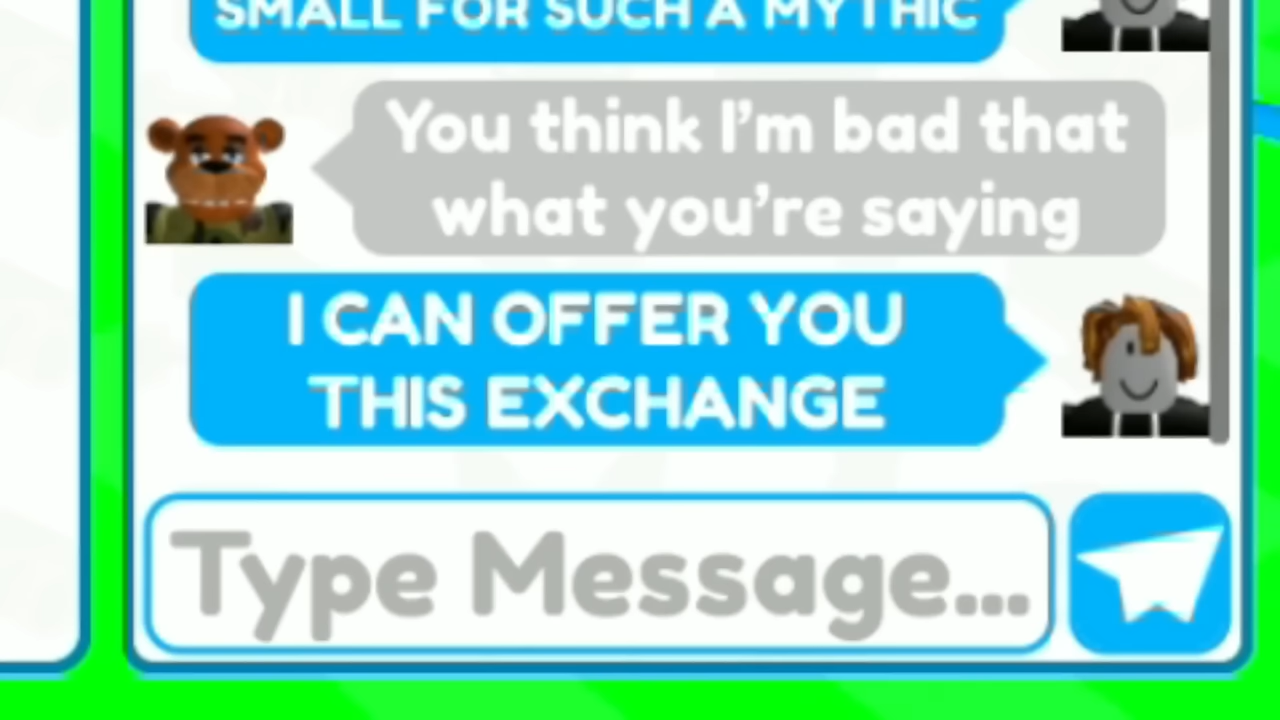 SMALL FOR SUCH A MYTHIC
You think I'm bad that
what you're saying
I CAN OFFER YOU
THIS EXCHANGE
Type Message...